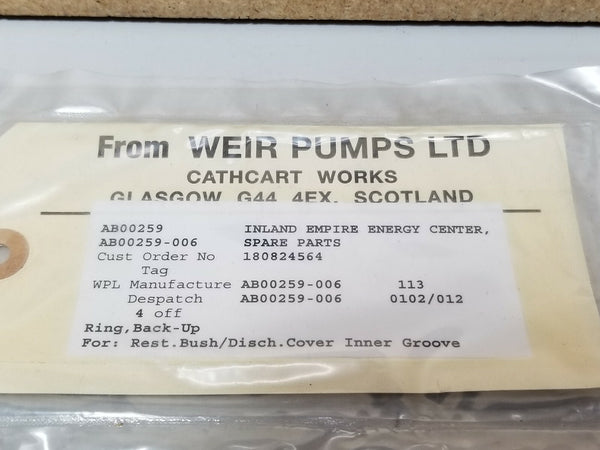 From WEIR PUMPS LTD
CATHCART WORKS
GLASGOW G44 4EX, SCOTLAND
AB00259 INLAND EMPIRE ENERGY CENTER,
AB00259-006 SPARE PARTS
Cust Order No 180824564
Tag
WPL Manufacture AB00259-006 113
Despatch AB00259-006 0102/012
4 off
Ring,Back-Up
For: Rest.Bush/Disch.Cover Inner Groove